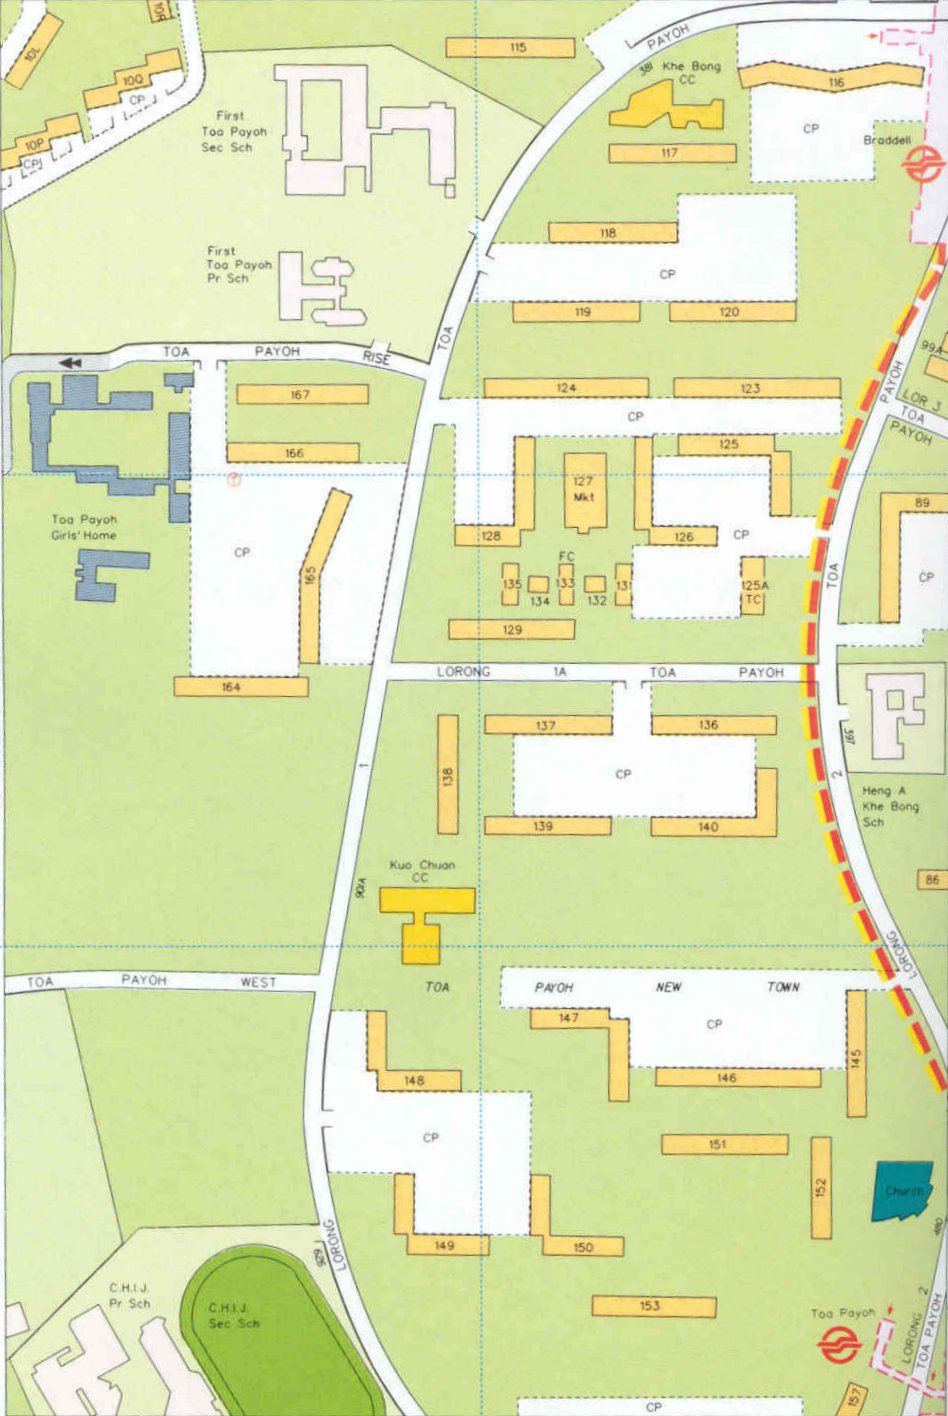 10L
10R
115
PAYOH
381
Khe Bong
CC
116
10Q
CP
First
Toa Payoh
Sec Sch
CP
Braddell
10P
CP
117
118
First
Toa Payoh
Pr Sch
CP
119
120
TOA
TOA PAYOH RISE
99A
PAYOH
LOR 3
TOA
PAYOH
167
124
123
CP
166
125
127
Mkt
89
128
126
CP
Toa Payoh
Girls' Home
CP
165
FC
135
133
131
134
132
125A
TC
TOA
CP
129
LORONG 1A TOA PAYOH
164
137
136
397
1
138
CP
2
Heng A
Khe Bong
Sch
139
140
Kuo Chuan
CC
901A
86
LORONG
TOA PAYOH WEST
TOA PAYOH NEW TOWN
147
CP
145
148
146
CP
151
152
Church
149
150
LORONG
926
480
C.H.I.J.
Pr Sch
C.H.I.J.
Sec Sch
153
Toa Payoh
LORONG 2
TOA PAYOH
157
CP